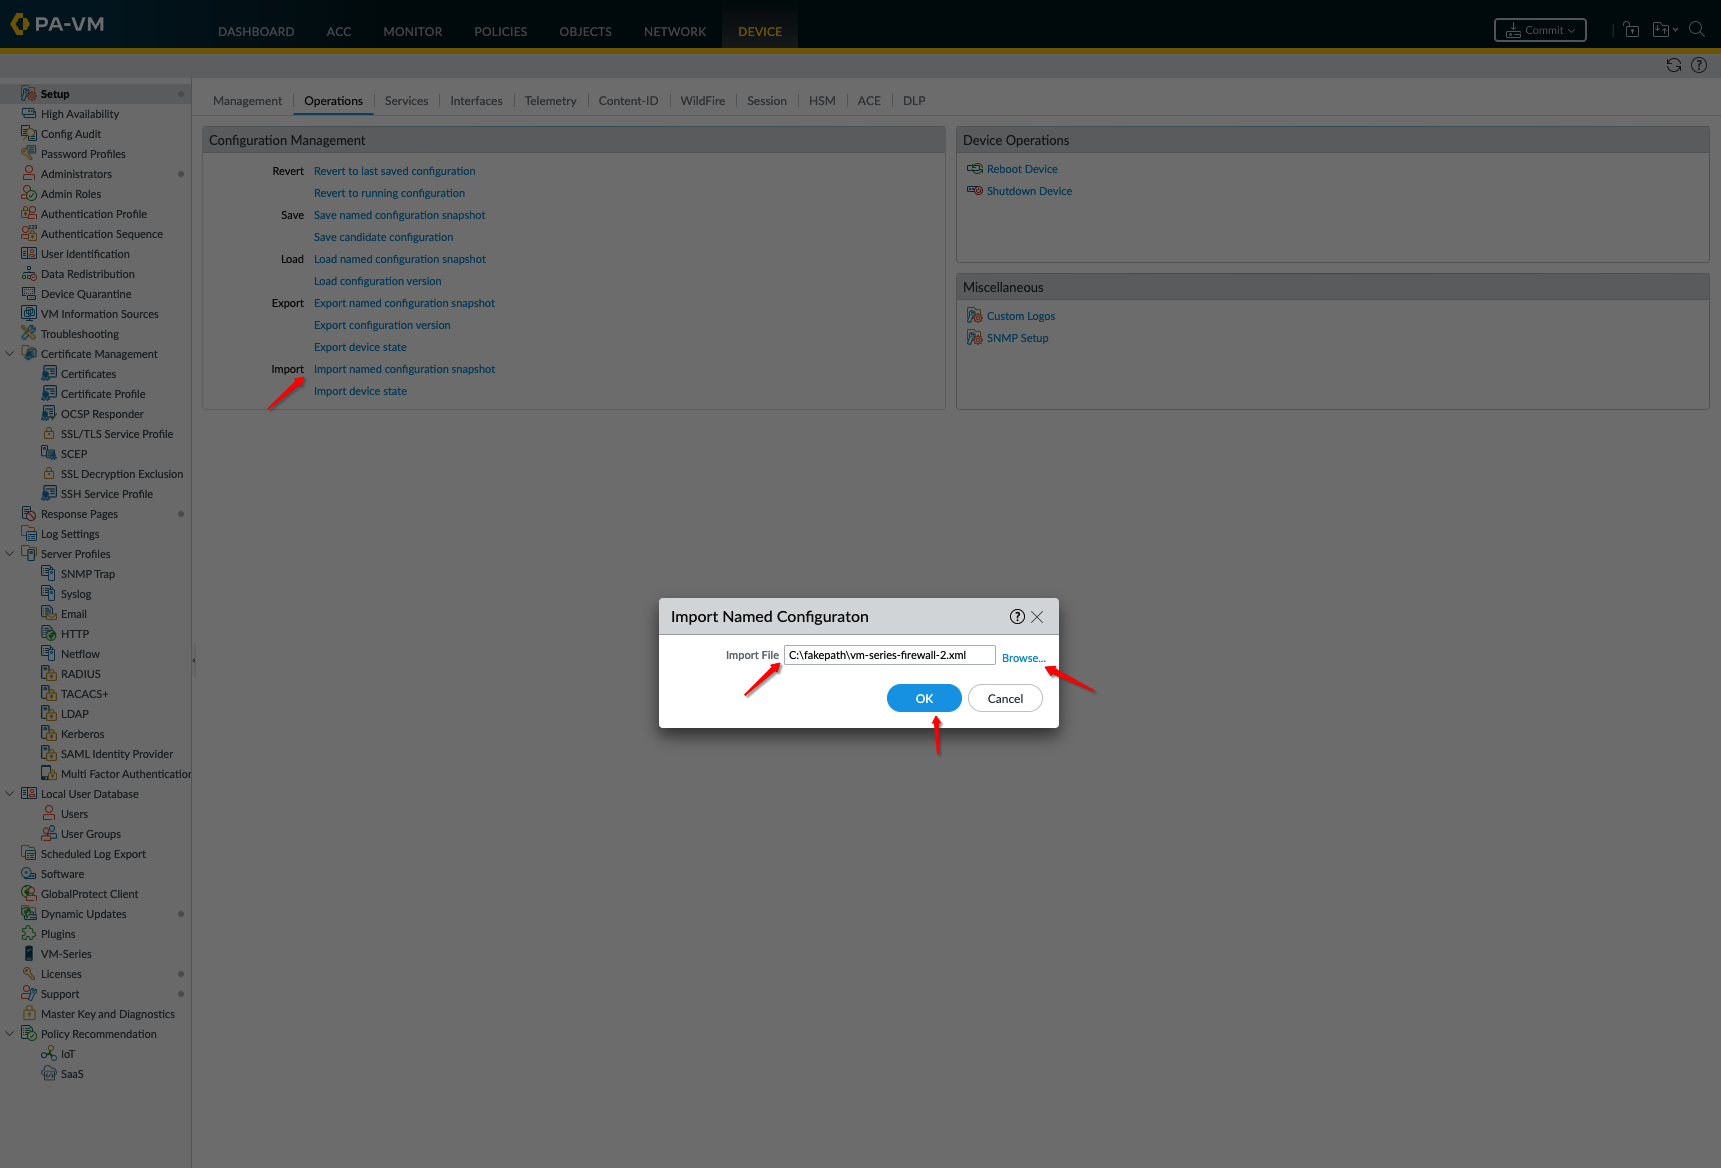 PA-VM
DASHBOARD ACC MONITOR POLICIES OBJECTS NETWORK DEVICE
Commit
Setup
High Availability
Config Audit
Password Profiles
Administrators
Admin Roles
Authentication Profile
Authentication Sequence
User Identification
Data Redistribution
Device Quarantine
VM Information Sources
Troubleshooting
Certificate Management
Certificates
Certificate Profile
OCSP Responder
SSL/TLS Service Profile
SCEP
SSL Decryption Exclusion
SSH Service Profile
Response Pages
Log Settings
Server Profiles
SNMP Trap
Syslog
Email
HTTP
Netflow
RADIUS
TACACS+
LDAP
Kerberos
SAML Identity Provider
Multi Factor Authentication
Local User Database
Users
User Groups
Scheduled Log Export
Software
GlobalProtect Client
Dynamic Updates
Plugins
VM-Series
Licenses
Support
Master Key and Diagnostics
Policy Recommendation
IoT
SaaS
Management Operations Services Interfaces Telemetry Content-ID WildFire Session HSM ACE DLP
Configuration Management
Revert Revert to last saved configuration
Revert to running configuration
Save Save named configuration snapshot
Save candidate configuration
Load Load named configuration snapshot
Load configuration version
Export Export named configuration snapshot
Export configuration version
Export device state
Import Import named configuration snapshot
Import device state
Device Operations
Reboot Device
Shutdown Device
Miscellaneous
Custom Logos
SNMP Setup
Import Named Configuraton
Import File C:\fakepath\vm-series-firewall-2.xml Browse...
OK Cancel